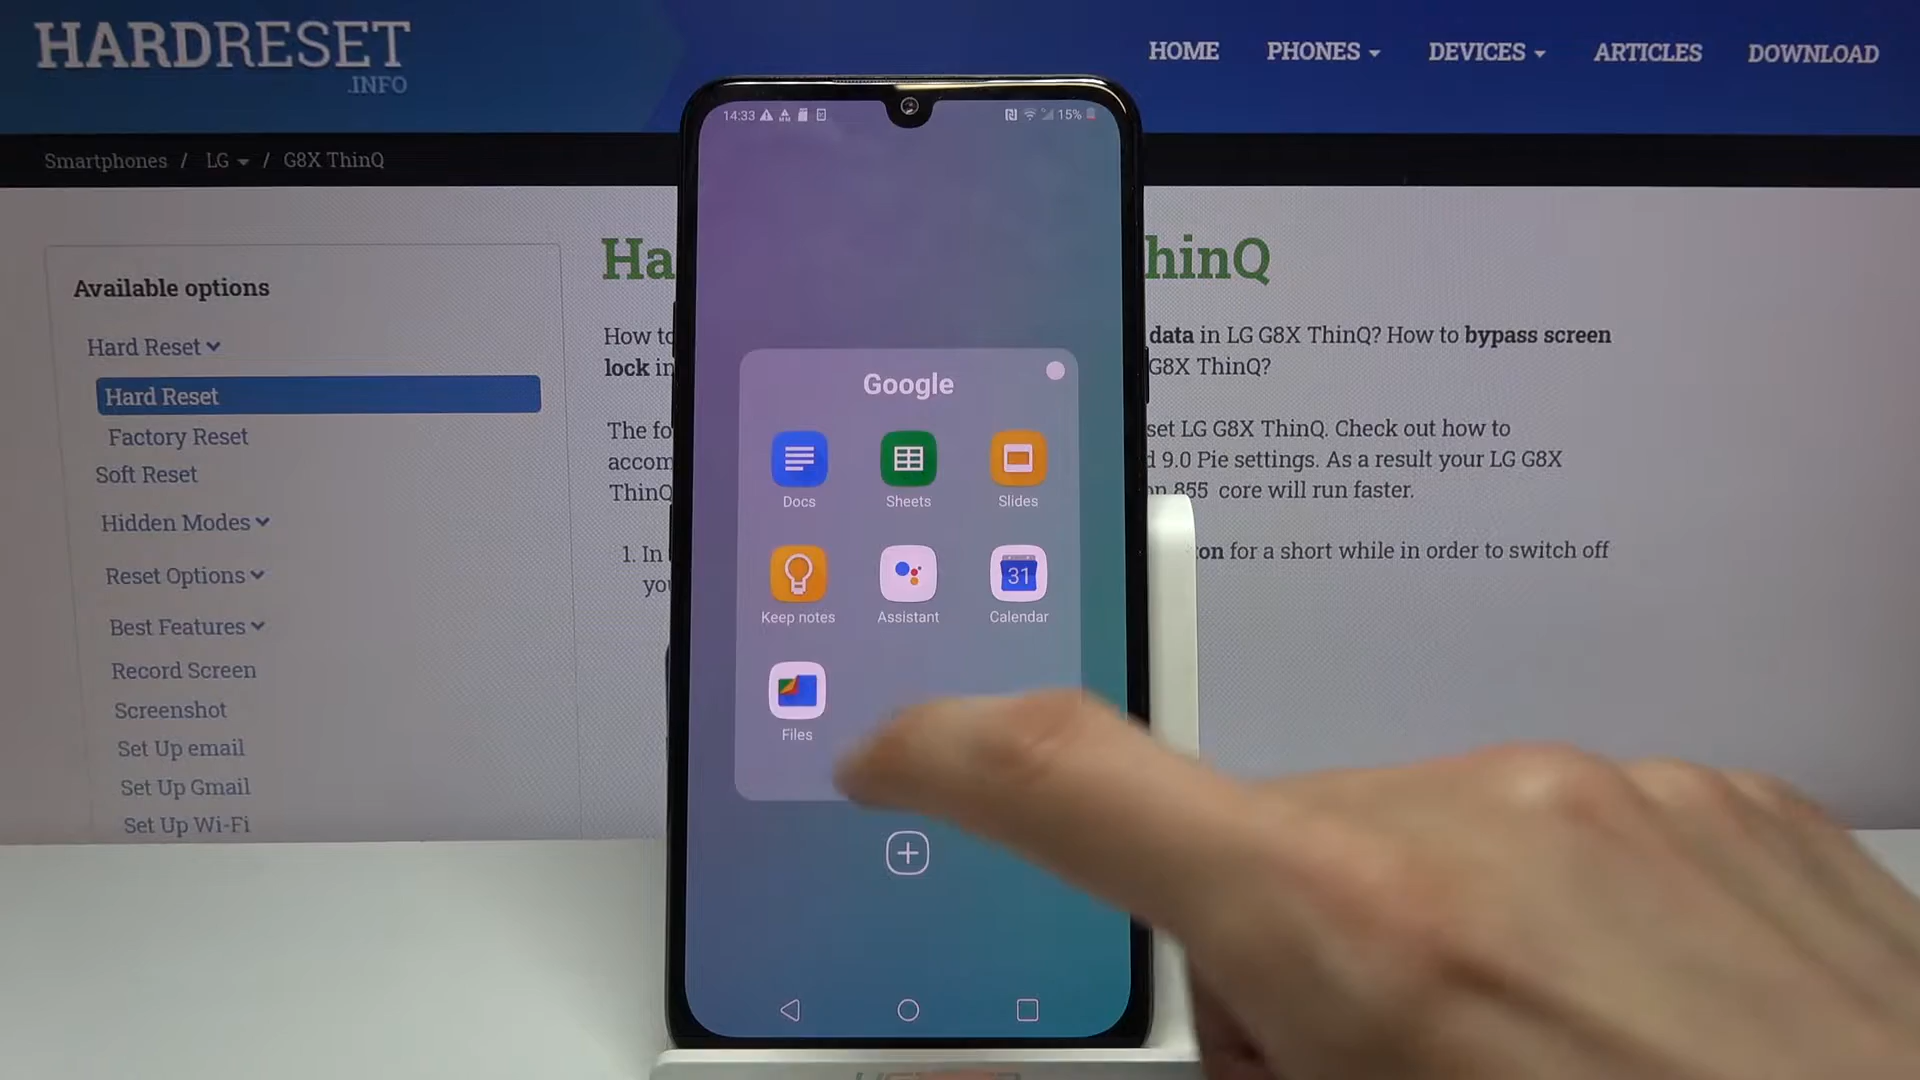 HARDRESET
.INFO
HOME PHONES DEVICES ARTICLES DOWNLOAD
Smartphones / LG / G8X ThinQ
14:33
15%
Available options
Hard Reset
Hard Reset
Factory Reset
Soft Reset
Hidden Modes
Reset Options
Best Features
Record Screen
Screenshot
Set Up email
Set Up Gmail
Set Up Wi-Fi
Ha hinQ
How to data in LG G8X ThinQ? How to bypass screen
lock in G8X ThinQ?
The fo set LG G8X ThinQ. Check out how to
accom d 9.0 Pie settings. As a result your LG G8X
ThinQ on 855 core will run faster.
1. In on for a short while in order to switch off
yo
Google
Docs Sheets Slides
31
Keep notes Assistant Calendar
Files